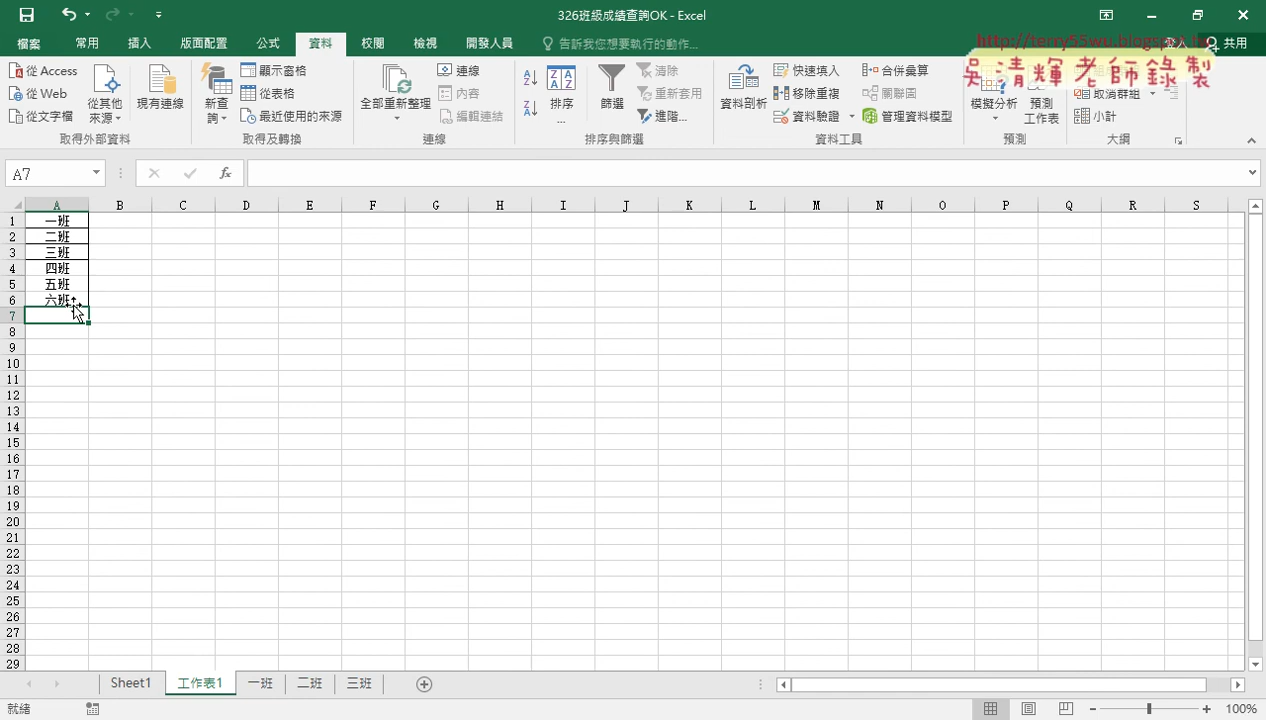 326班級成績查詢OK - Excel
檔案 常用 插入 版面配置 公式 資料 校閱 檢視 開發人員 告訴我您想要執行的動作... 登入 共用
http://terry55wu.blogspot.tw
吳清輝老師錄製
從 Access
從 Web
從文字檔
從其他
來源
現有連線
取得外部資料
新查
詢
顯示窗格
從表格
最近使用的來源
取得及轉換
全部重新整理
連線
內容
編輯連結
連線
排序
...
篩選
清除
重新套用
進階...
排序與篩選
資料剖析
快速填入
移除重複
資料驗證
合併彙算
關聯圖
管理資料模型
資料工具
模擬分析
預測
工作表
預測
取消群組
小計
大綱
A7
fx
A B C D E F G H I J K L M N O P Q R S
1 一班
2 二班
3 三班
4 四班
5 五班
6 六班
7
8
9
10
11
12
13
14
15
16
17
18
19
20
21
22
23
24
25
26
27
28
29
Sheet1 工作表1 一班 二班 三班
就緒
100%